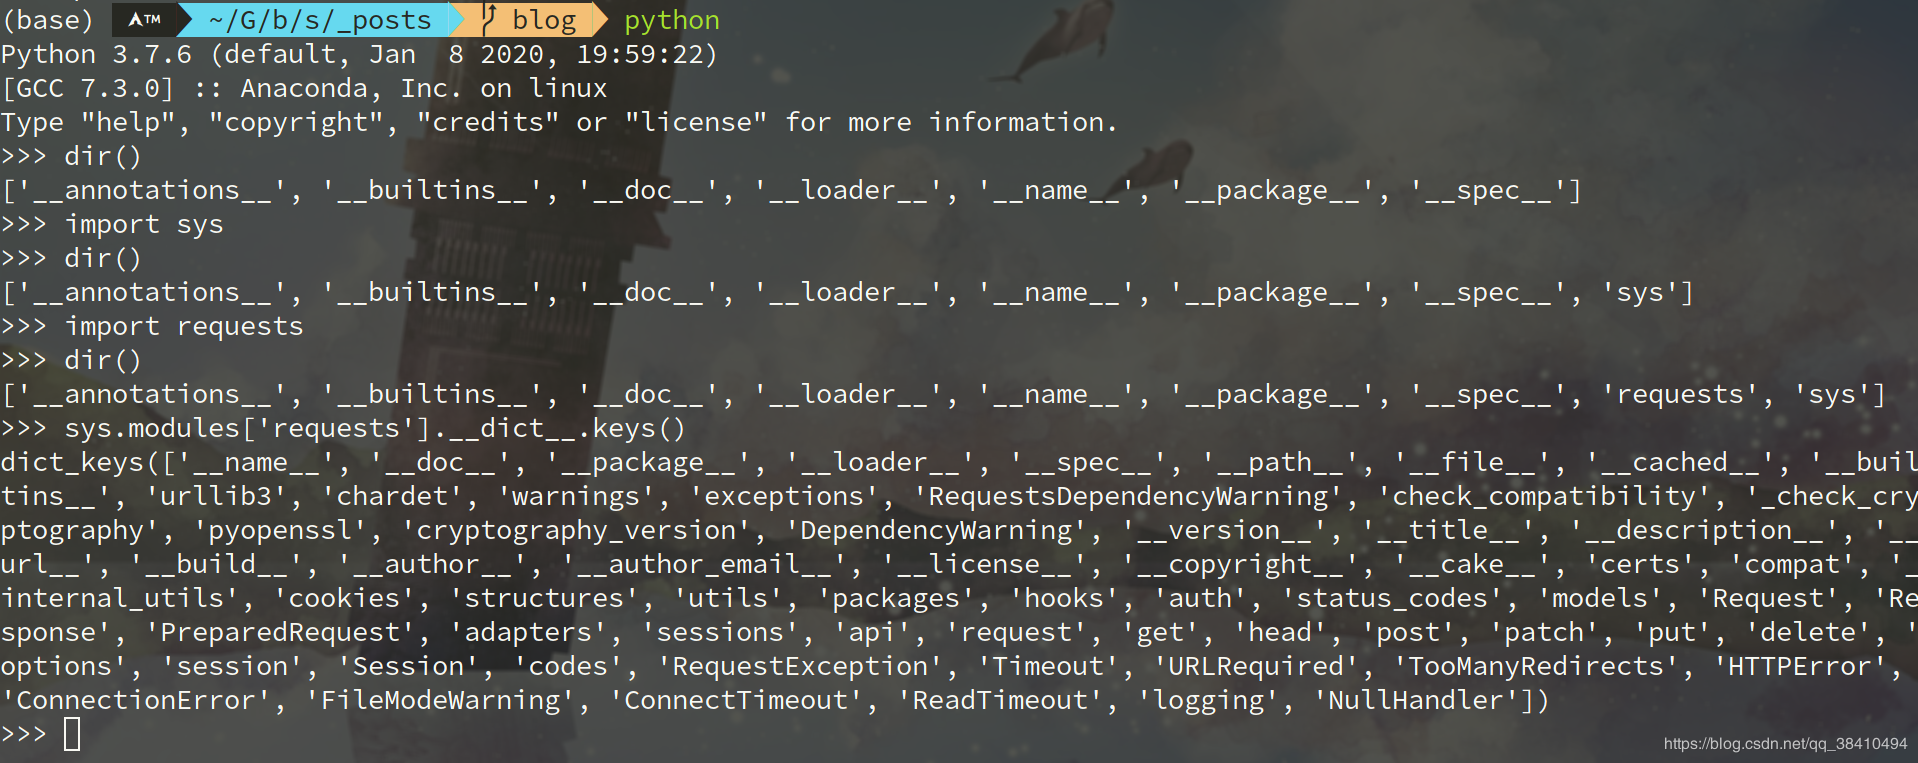 (base) ATM ~/G/b/s/_posts blog python
Python 3.7.6 (default, Jan  8 2020, 19:59:22)
[GCC 7.3.0] :: Anaconda, Inc. on linux
Type "help", "copyright", "credits" or "license" for more information.
>>> dir()
['__annotations__', '__builtins__', '__doc__', '__loader__', '__name__', '__package__', '__spec__']
>>> import sys
>>> dir()
['__annotations__', '__builtins__', '__doc__', '__loader__', '__name__', '__package__', '__spec__', 'sys']
>>> import requests
>>> dir()
['__annotations__', '__builtins__', '__doc__', '__loader__', '__name__', '__package__', '__spec__', 'requests', 'sys']
>>> sys.modules['requests'].__dict__.keys()
dict_keys(['__name__', '__doc__', '__package__', '__loader__', '__spec__', '__path__', '__file__', '__cached__', '__buil
tins__', 'urllib3', 'chardet', 'warnings', 'exceptions', 'RequestsDependencyWarning', 'check_compatibility', '_check_cry
ptography', 'pyopenssl', 'cryptography_version', 'DependencyWarning', '__version__', '__title__', '__description__', '__
url__', '__build__', '__author__', '__author_email__', '__license__', '__copyright__', '__cake__', 'certs', 'compat', '_
internal_utils', 'cookies', 'structures', 'utils', 'packages', 'hooks', 'auth', 'status_codes', 'models', 'Request', 'Re
sponse', 'PreparedRequest', 'adapters', 'sessions', 'api', 'request', 'get', 'head', 'post', 'patch', 'put', 'delete', '
options', 'session', 'Session', 'codes', 'RequestException', 'Timeout', 'URLRequired', 'TooManyRedirects', 'HTTPError',
'ConnectionError', 'FileModeWarning', 'ConnectTimeout', 'ReadTimeout', 'logging', 'NullHandler'])
>>>
https://blog.csdn.net/qq_38410494